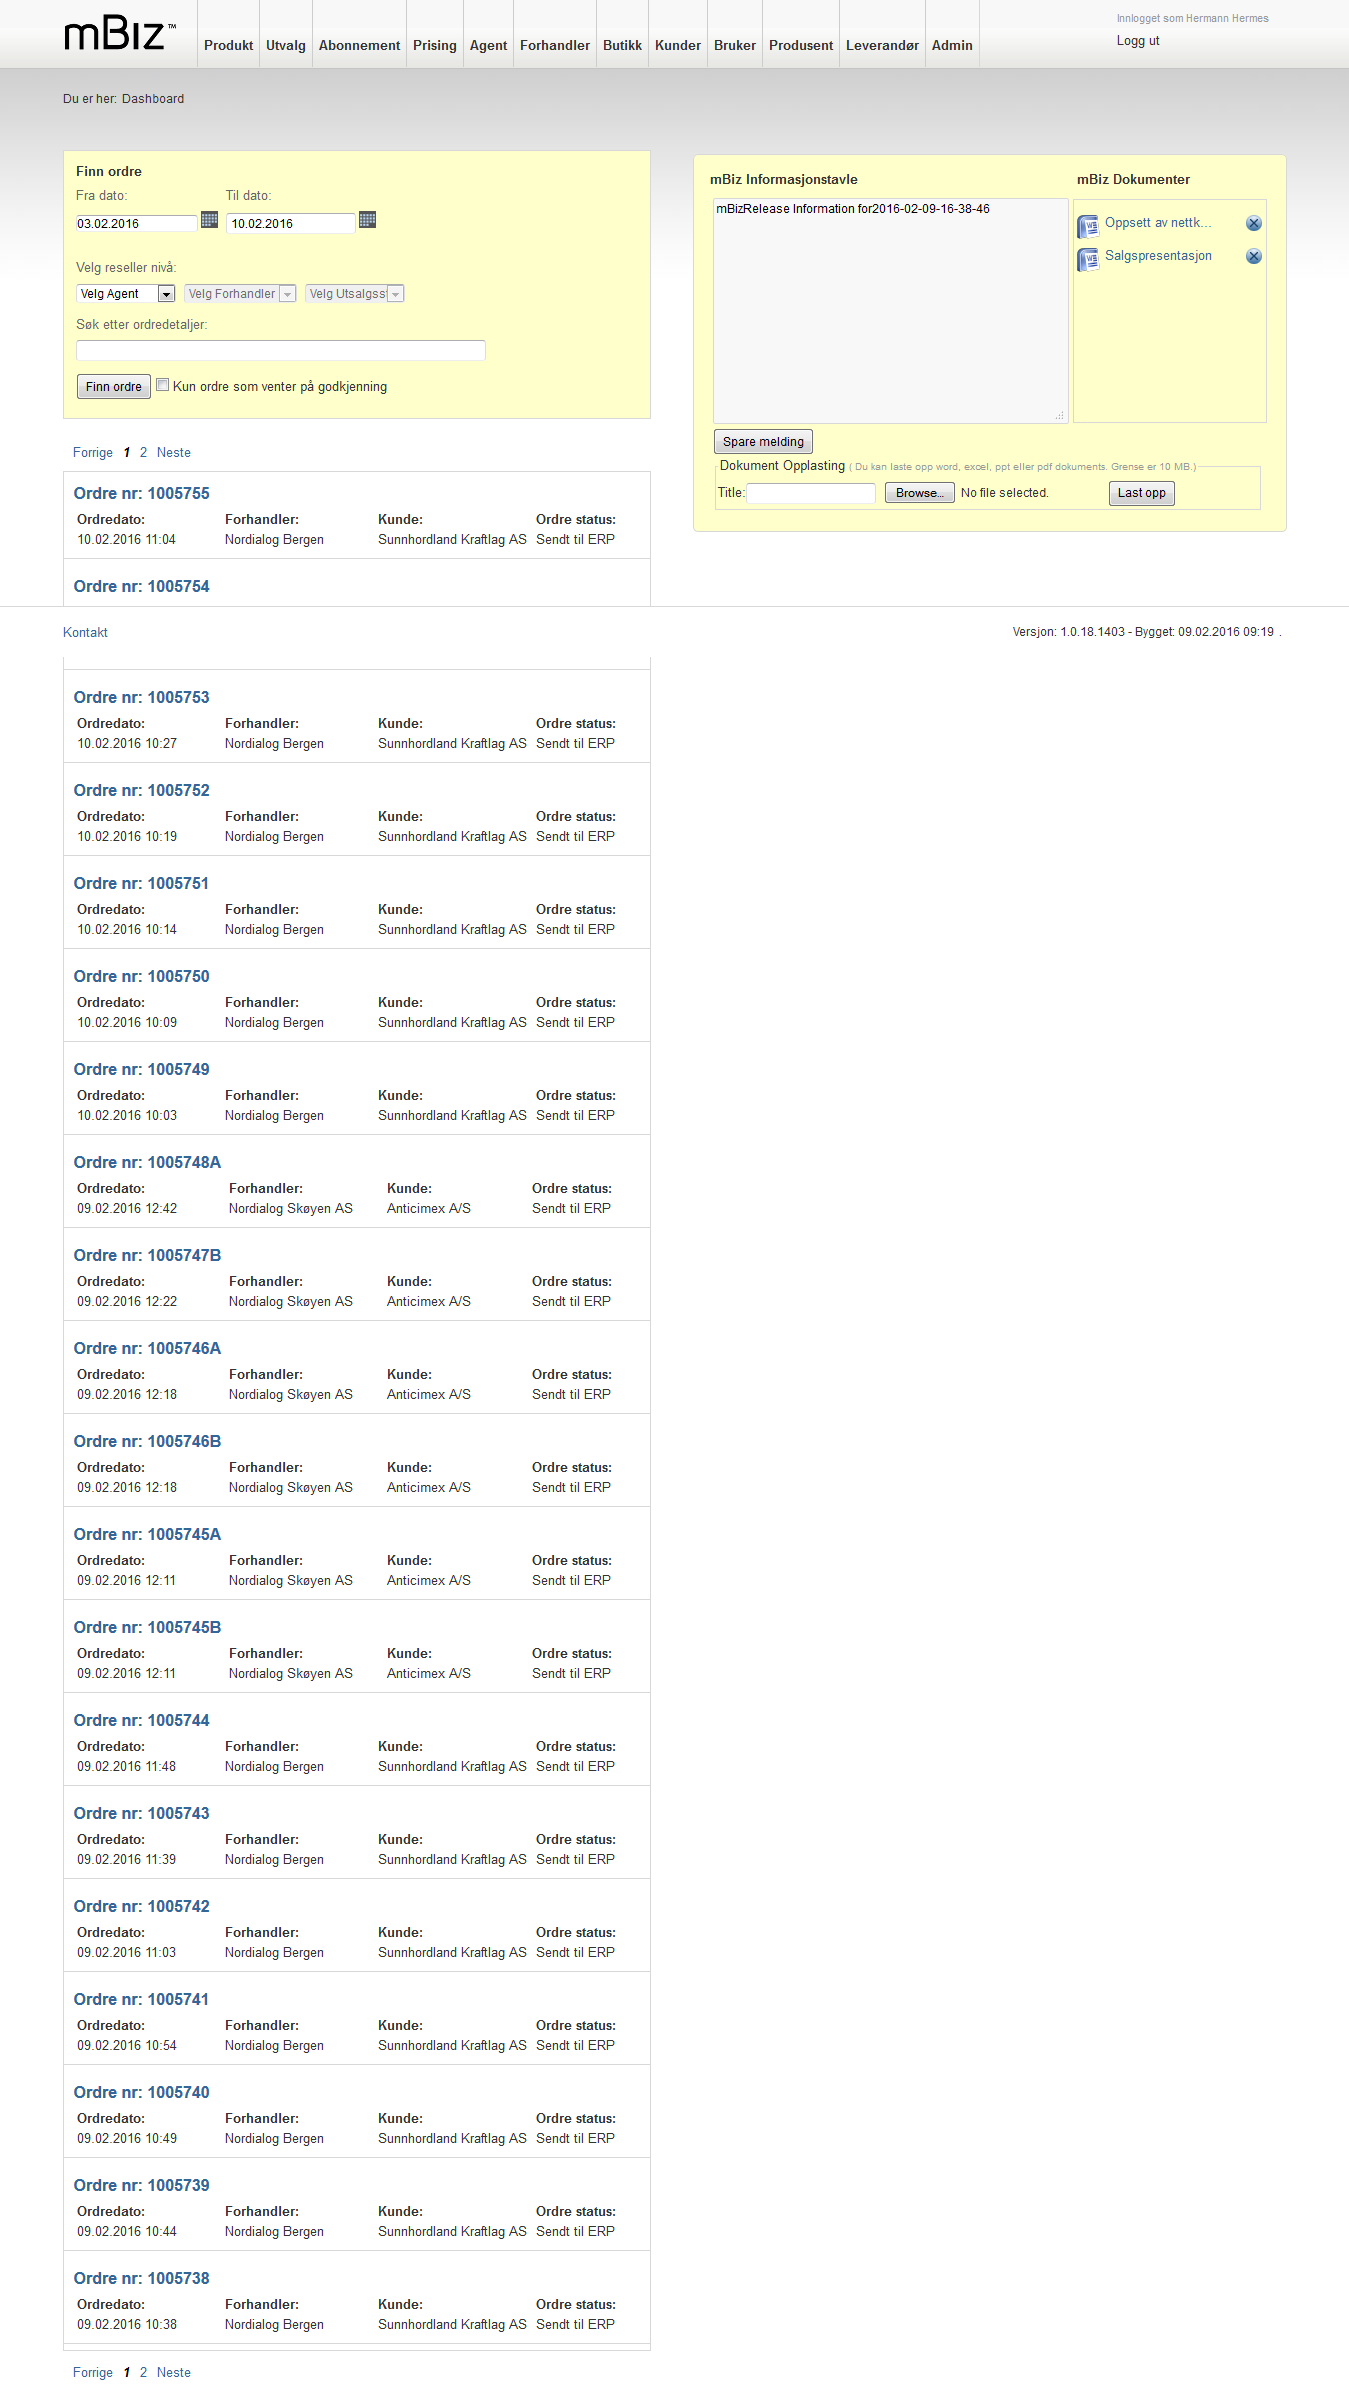 mBiz™
Produkt Utvalg Abonnement Prising Agent Forhandler Butikk Kunder Bruker Produsent Leverandør Admin
Innlogget som Hermann Hermes
Logg ut
Du er her: Dashboard
Finn ordre
Fra dato: Til dato:
03.02.2016 10.02.2016
Velg reseller nivå:
Velg Agent Velg Forhandler Velg Utsalgsst
Søk etter ordredetaljer:
Finn ordre Kun ordre som venter på godkjenning
mBiz Informasjonstavle mBiz Dokumenter
mBizRelease Information for2016-02-09-16-38-46
Oppsett av nettk...
Salgspresentasjon
Spare melding
Dokument Opplasting ( Du kan laste opp word, excel, ppt eller pdf dokuments. Grense er 10 MB.)
Title: Browse... No file selected. Last opp
Forrige 1 2 Neste
Ordre nr: 1005755
Ordredato: Forhandler: Kunde: Ordre status:
10.02.2016 11:04 Nordialog Bergen Sunnhordland Kraftlag AS Sendt til ERP
Ordre nr: 1005754
Kontakt
Versjon: 1.0.18.1403 - Bygget: 09.02.2016 09:19 .
Ordre nr: 1005753
Ordredato: Forhandler: Kunde: Ordre status:
10.02.2016 10:27 Nordialog Bergen Sunnhordland Kraftlag AS Sendt til ERP
Ordre nr: 1005752
Ordredato: Forhandler: Kunde: Ordre status:
10.02.2016 10:19 Nordialog Bergen Sunnhordland Kraftlag AS Sendt til ERP
Ordre nr: 1005751
Ordredato: Forhandler: Kunde: Ordre status:
10.02.2016 10:14 Nordialog Bergen Sunnhordland Kraftlag AS Sendt til ERP
Ordre nr: 1005750
Ordredato: Forhandler: Kunde: Ordre status:
10.02.2016 10:09 Nordialog Bergen Sunnhordland Kraftlag AS Sendt til ERP
Ordre nr: 1005749
Ordredato: Forhandler: Kunde: Ordre status:
10.02.2016 10:03 Nordialog Bergen Sunnhordland Kraftlag AS Sendt til ERP
Ordre nr: 1005748A
Ordredato: Forhandler: Kunde: Ordre status:
09.02.2016 12:42 Nordialog Skøyen AS Anticimex A/S Sendt til ERP
Ordre nr: 1005747B
Ordredato: Forhandler: Kunde: Ordre status:
09.02.2016 12:22 Nordialog Skøyen AS Anticimex A/S Sendt til ERP
Ordre nr: 1005746A
Ordredato: Forhandler: Kunde: Ordre status:
09.02.2016 12:18 Nordialog Skøyen AS Anticimex A/S Sendt til ERP
Ordre nr: 1005746B
Ordredato: Forhandler: Kunde: Ordre status:
09.02.2016 12:18 Nordialog Skøyen AS Anticimex A/S Sendt til ERP
Ordre nr: 1005745A
Ordredato: Forhandler: Kunde: Ordre status:
09.02.2016 12:11 Nordialog Skøyen AS Anticimex A/S Sendt til ERP
Ordre nr: 1005745B
Ordredato: Forhandler: Kunde: Ordre status:
09.02.2016 12:11 Nordialog Skøyen AS Anticimex A/S Sendt til ERP
Ordre nr: 1005744
Ordredato: Forhandler: Kunde: Ordre status:
09.02.2016 11:48 Nordialog Bergen Sunnhordland Kraftlag AS Sendt til ERP
Ordre nr: 1005743
Ordredato: Forhandler: Kunde: Ordre status:
09.02.2016 11:39 Nordialog Bergen Sunnhordland Kraftlag AS Sendt til ERP
Ordre nr: 1005742
Ordredato: Forhandler: Kunde: Ordre status:
09.02.2016 11:03 Nordialog Bergen Sunnhordland Kraftlag AS Sendt til ERP
Ordre nr: 1005741
Ordredato: Forhandler: Kunde: Ordre status:
09.02.2016 10:54 Nordialog Bergen Sunnhordland Kraftlag AS Sendt til ERP
Ordre nr: 1005740
Ordredato: Forhandler: Kunde: Ordre status:
09.02.2016 10:49 Nordialog Bergen Sunnhordland Kraftlag AS Sendt til ERP
Ordre nr: 1005739
Ordredato: Forhandler: Kunde: Ordre status:
09.02.2016 10:44 Nordialog Bergen Sunnhordland Kraftlag AS Sendt til ERP
Ordre nr: 1005738
Ordredato: Forhandler: Kunde: Ordre status:
09.02.2016 10:38 Nordialog Bergen Sunnhordland Kraftlag AS Sendt til ERP
Forrige 1 2 Neste